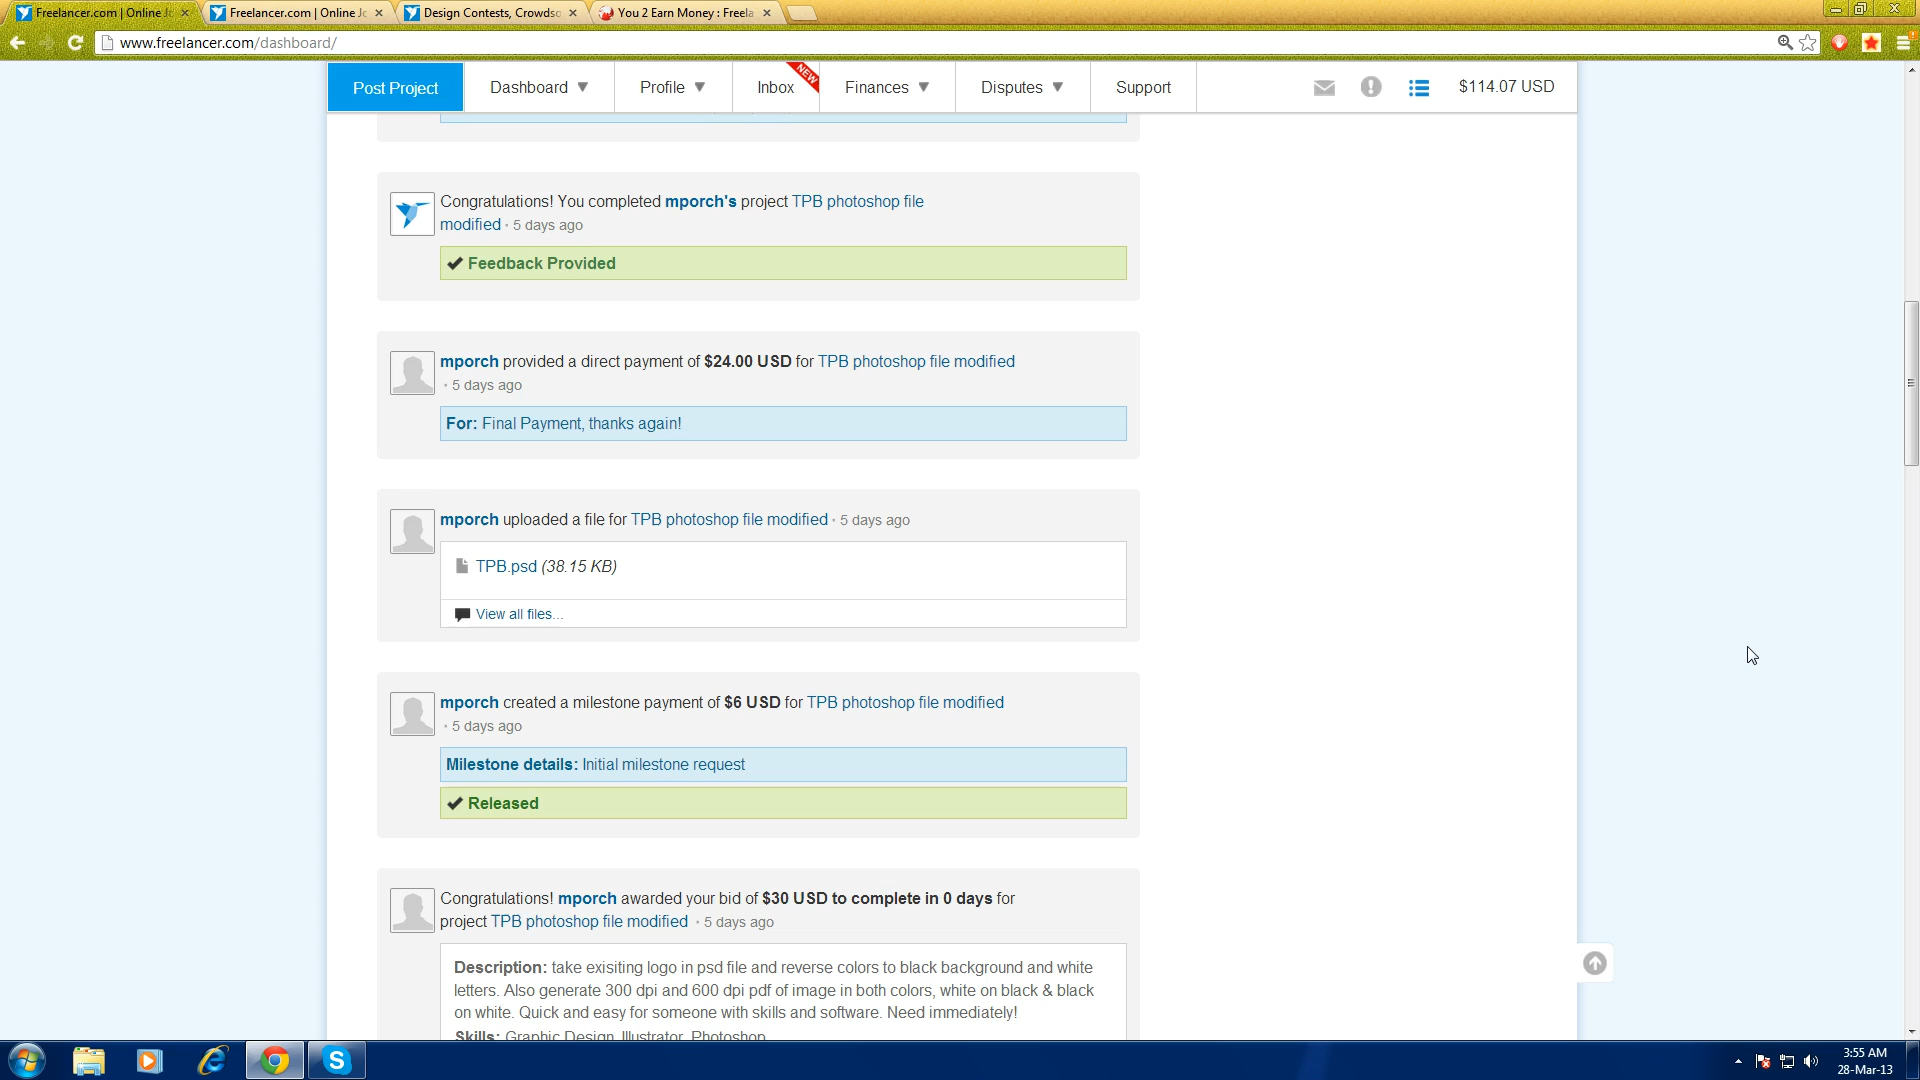 Freelancer.com | Online Jo
Freelancer.com | Online Jo
Design Contests, Crowdso
You 2 Earn Money : Freela
www.freelancer.com/dashboard/
Post Project
Dashboard
Profile
Inbox
NEW
Finances
Disputes
Support
$114.07 USD
Congratulations! You completed mporch's project TPB photoshop file
modified · 5 days ago
Feedback Provided
mporch provided a direct payment of $24.00 USD for TPB photoshop file modified
· 5 days ago
For: Final Payment, thanks again!
mporch uploaded a file for TPB photoshop file modified · 5 days ago
TPB.psd (38.15 KB)
View all files...
mporch created a milestone payment of $6 USD for TPB photoshop file modified
· 5 days ago
Milestone details: Initial milestone request
Released
Congratulations! mporch awarded your bid of $30 USD to complete in 0 days for
project TPB photoshop file modified · 5 days ago
Description: take exisiting logo in psd file and reverse colors to black background and white
letters. Also generate 300 dpi and 600 dpi pdf of image in both colors, white on black & black
on white. Quick and easy for someone with skills and software. Need immediately!
Skills: Graphic Design, Illustrator, Photoshop
3:55 AM
28-Mar-13